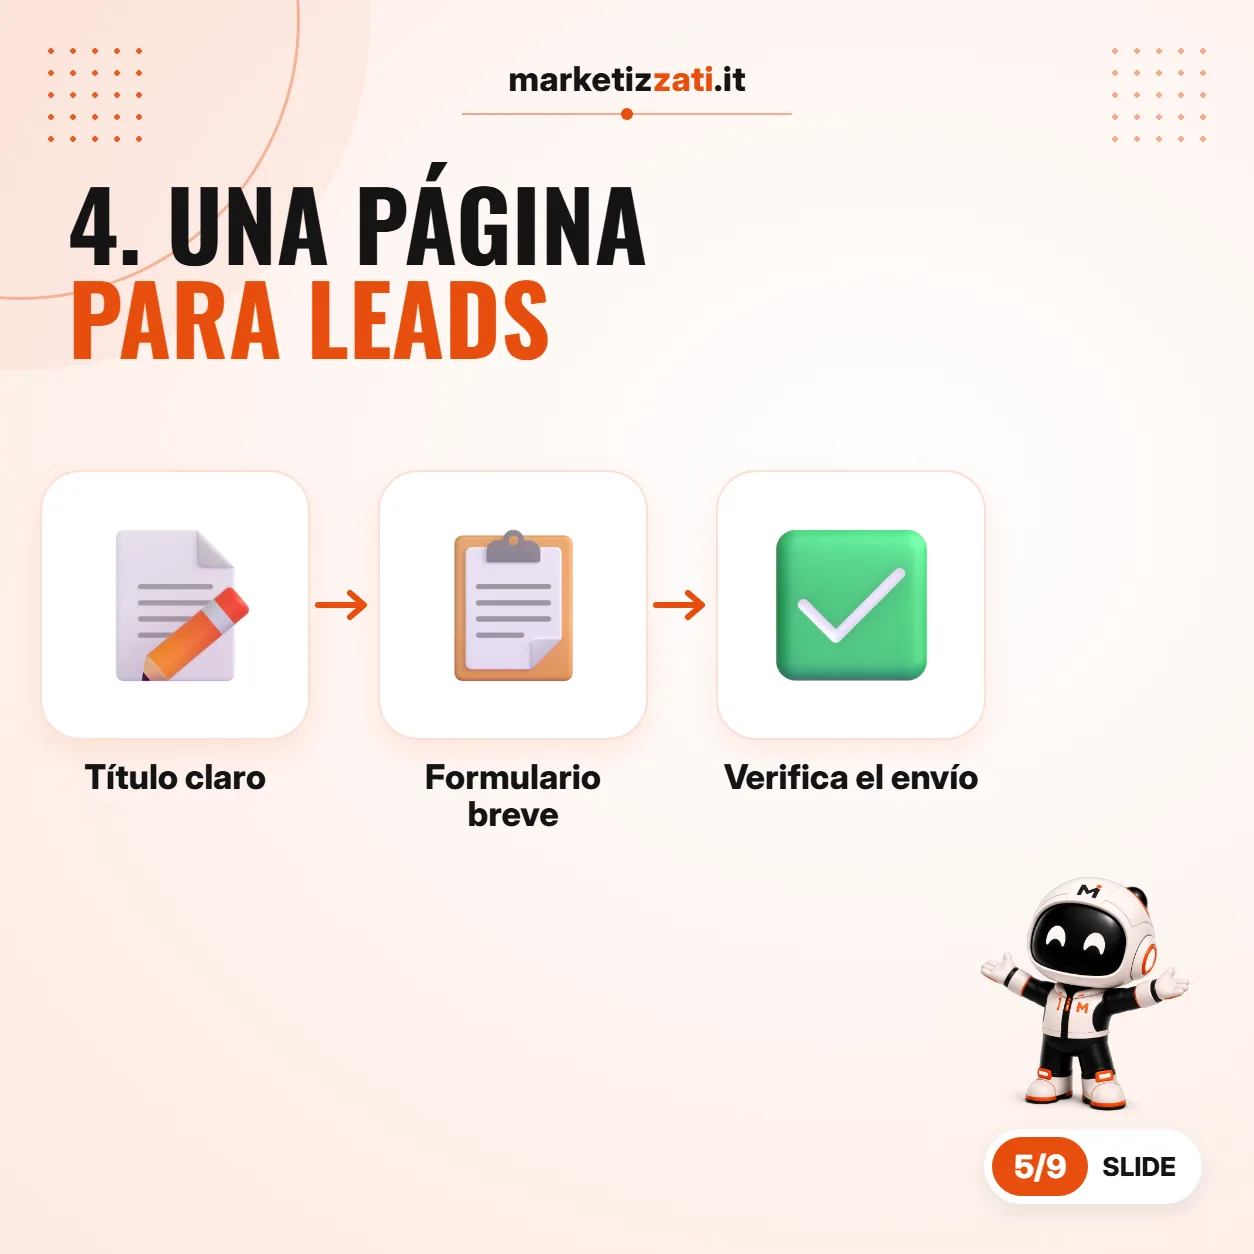 marketizzati.it
4. UNA PÁGINA
PARA LEADS
Título claro
Formulario
breve
Verifica el envío
M
5/9 SLIDE